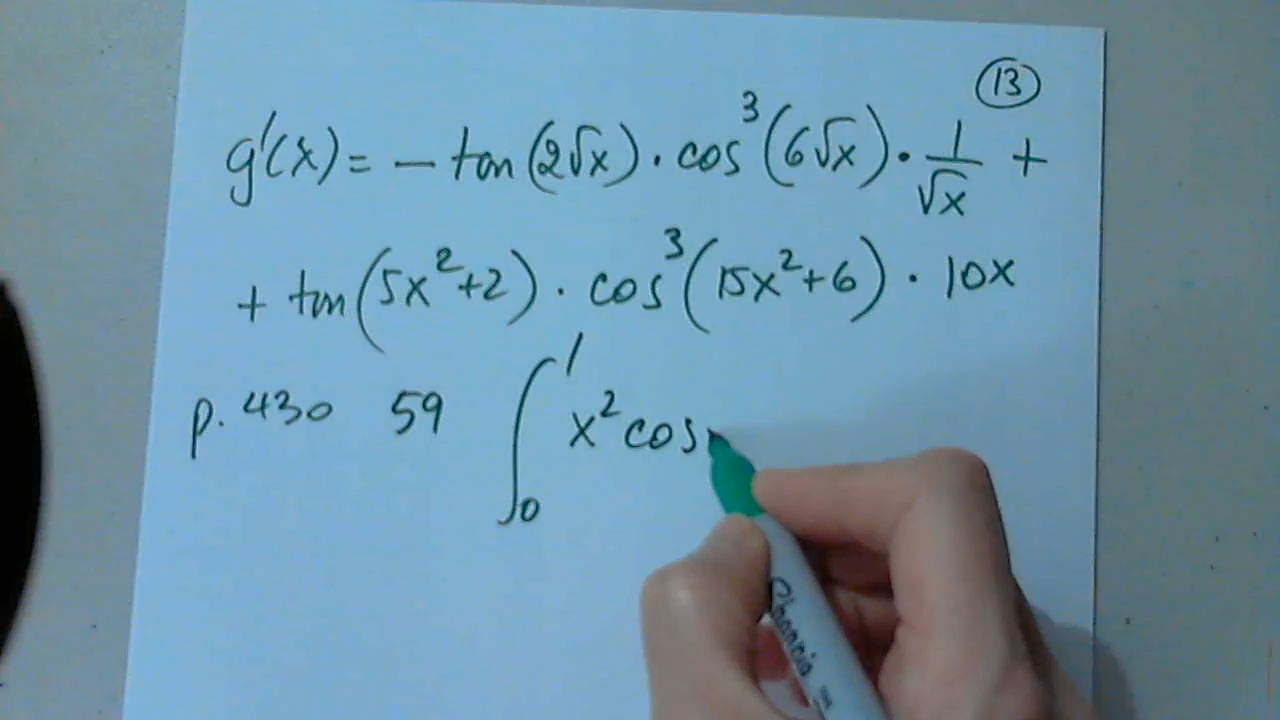 13
g'(x) = − tan(2√x) · cos³(6√x) · 1/√x +
+ tan(5x²+2) · cos³(15x²+6) · 10x
p. 430 59 ∫₀¹ x² cos